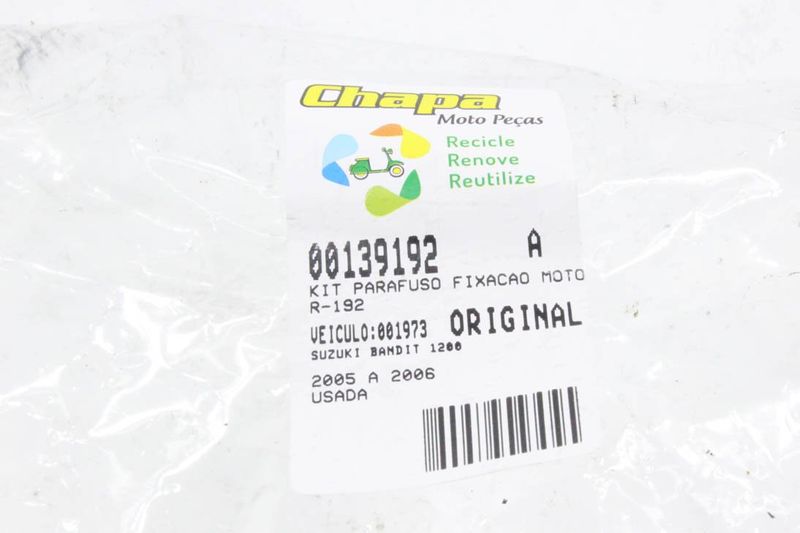 Chapa
Moto Peças
Recicle
Renove
Reutilize
00139192 A
KIT PARAFUSO FIXACAO MOTO
R-192
VEICULO:001973 ORIGINAL
SUZUKI BANDIT 1200
2005 A 2006
USADA